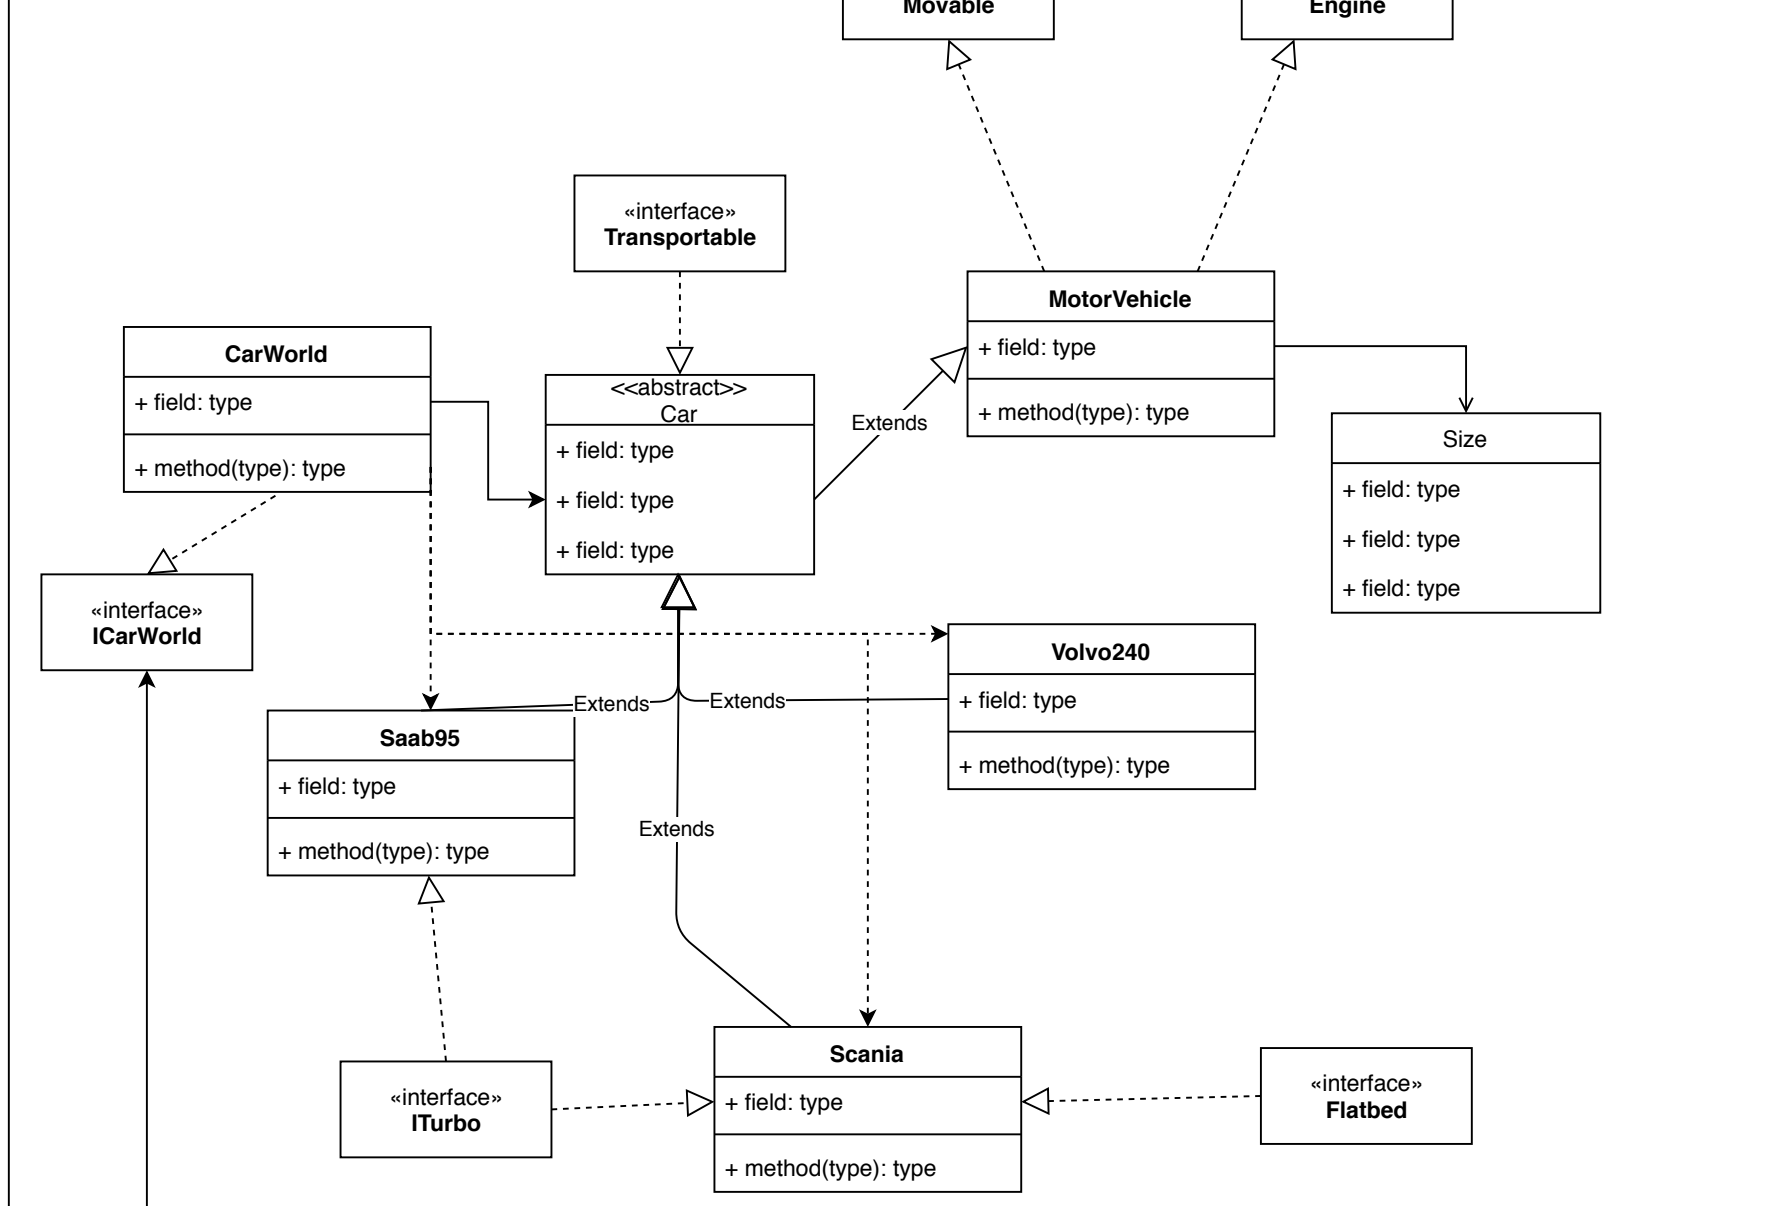 Movable
Engine
«interface»
Transportable
MotorVehicle
+ field: type
+ method(type): type
CarWorld
+ field: type
+ method(type): type
<<abstract>>
Car
+ field: type
+ field: type
+ field: type
Extends
Size
+ field: type
+ field: type
+ field: type
«interface»
ICarWorld
Volvo240
+ field: type
+ method(type): type
Extends
Extends
Saab95
+ field: type
+ method(type): type
Extends
Scania
+ field: type
+ method(type): type
«interface»
ITurbo
«interface»
Flatbed